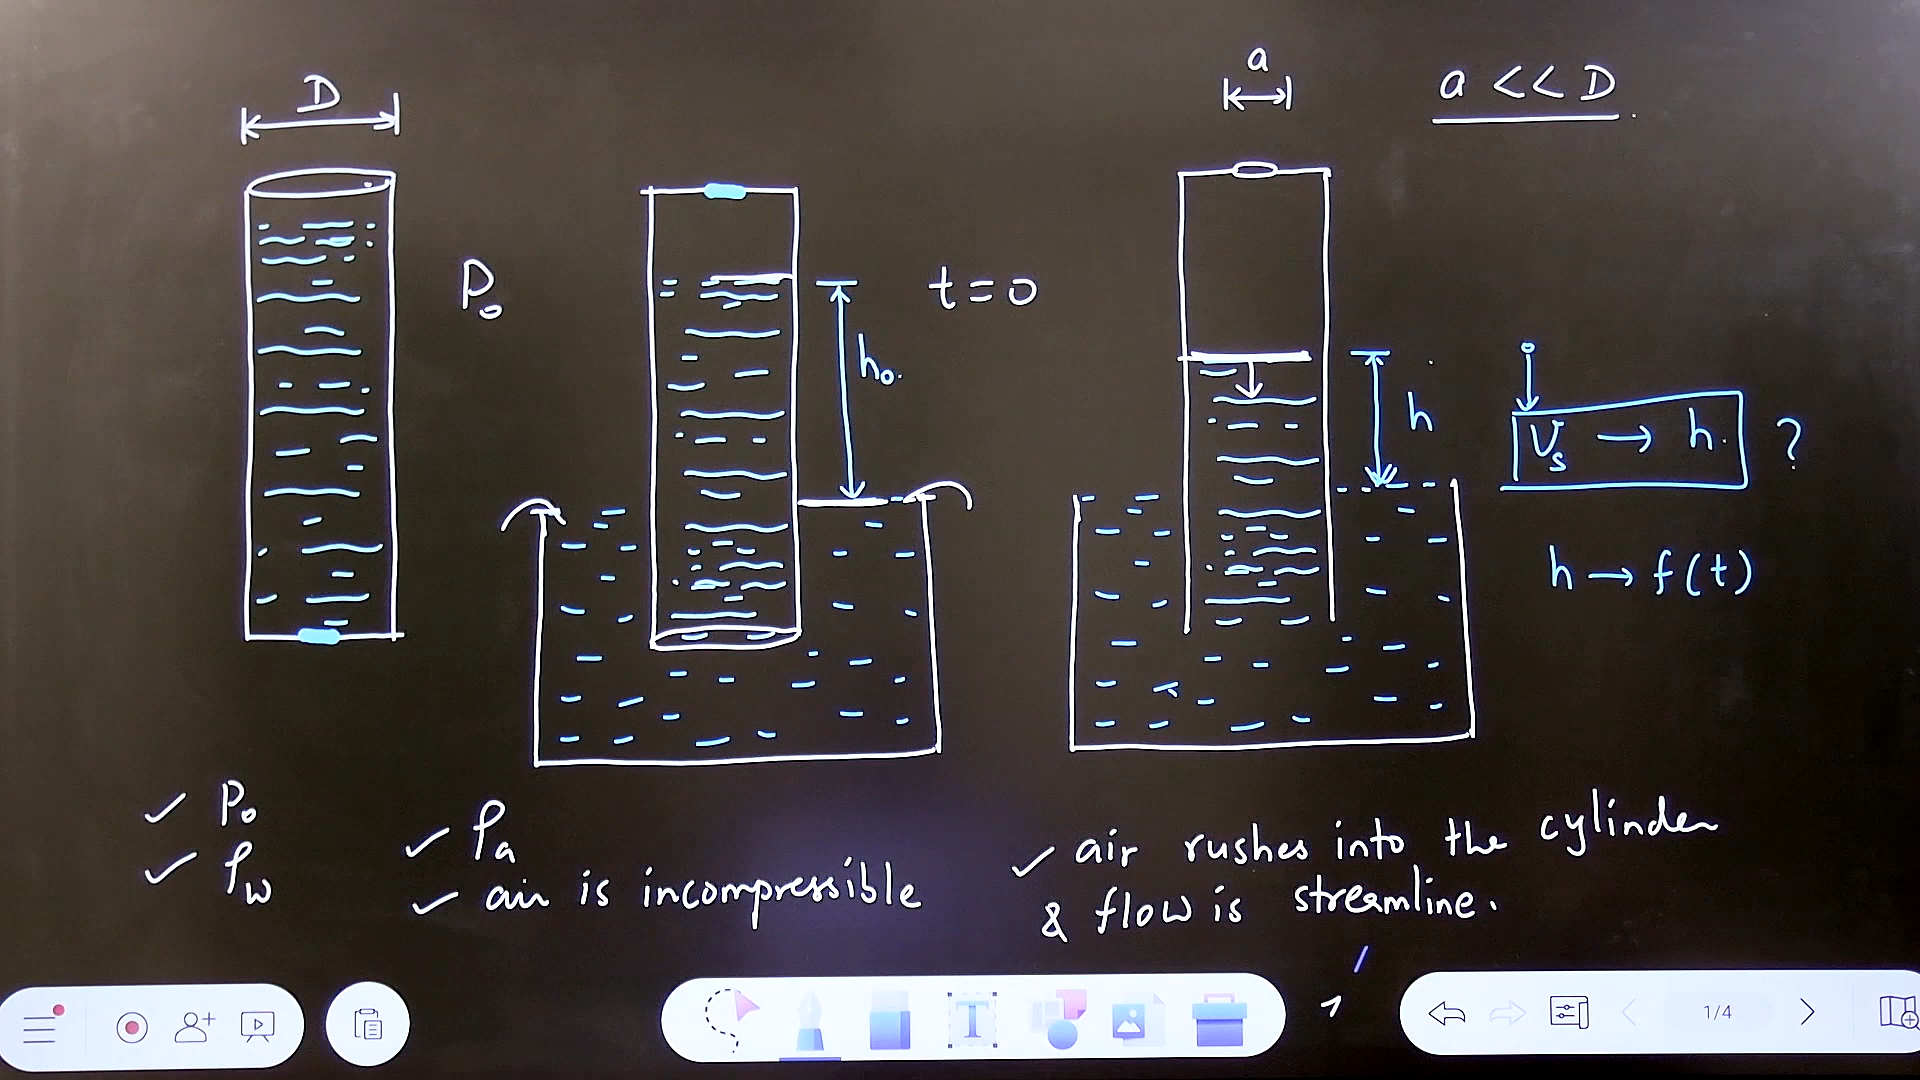 D
a
a << D
P₀
t = 0
h₀.
h
Vₛ → h.
?
h → f(t)
✓ P₀
✓ ρ_w
✓ ρₐ
✓ air is incompressible
✓ air rushes into the cylinder
& flow is streamline.
T
1/4